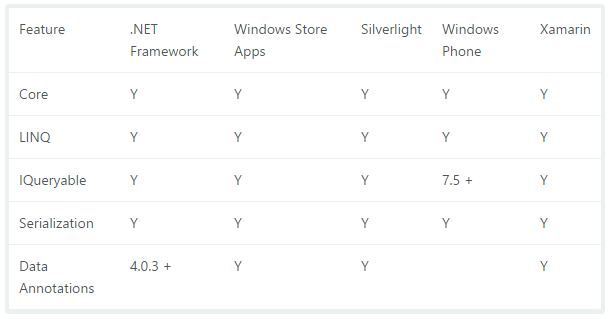 Feature .NET Framework Windows Store Apps Silverlight Windows Phone Xamarin
Core Y Y Y Y Y
LINQ Y Y Y Y Y
IQueryable Y Y Y 7.5 + Y
Serialization Y Y Y Y Y
Data Annotations 4.0.3 + Y Y Y